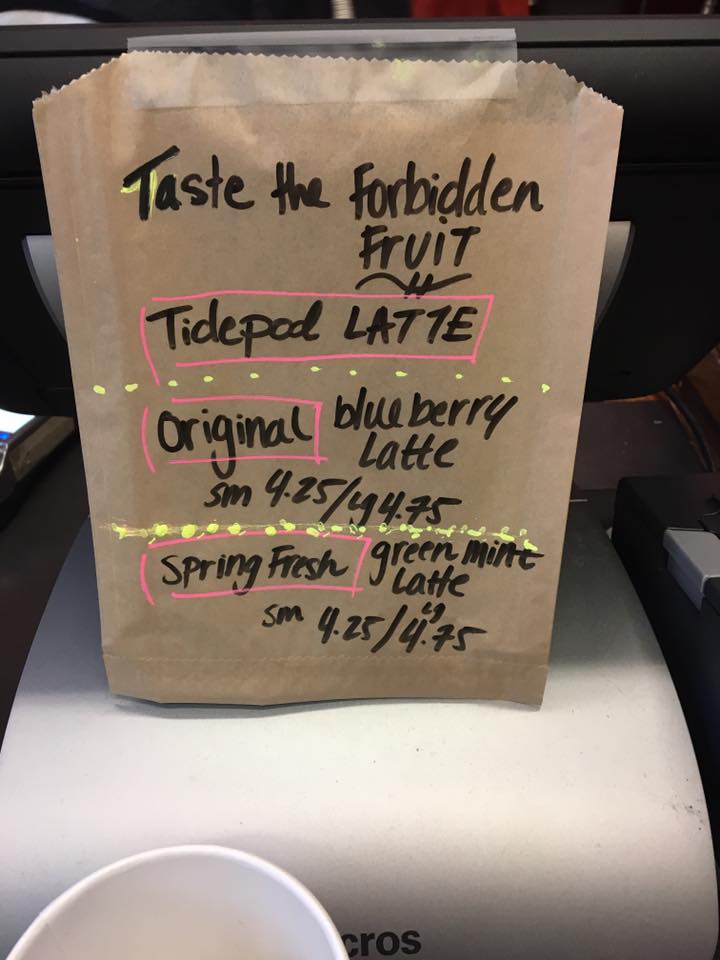 Taste the Forbidden
FRUIT
Tidepod LATTE
Original blueberry
Latte
sm 4.25/lg 4.75
Spring Fresh green mint
Latte
sm 4.25/lg 4.75
cros